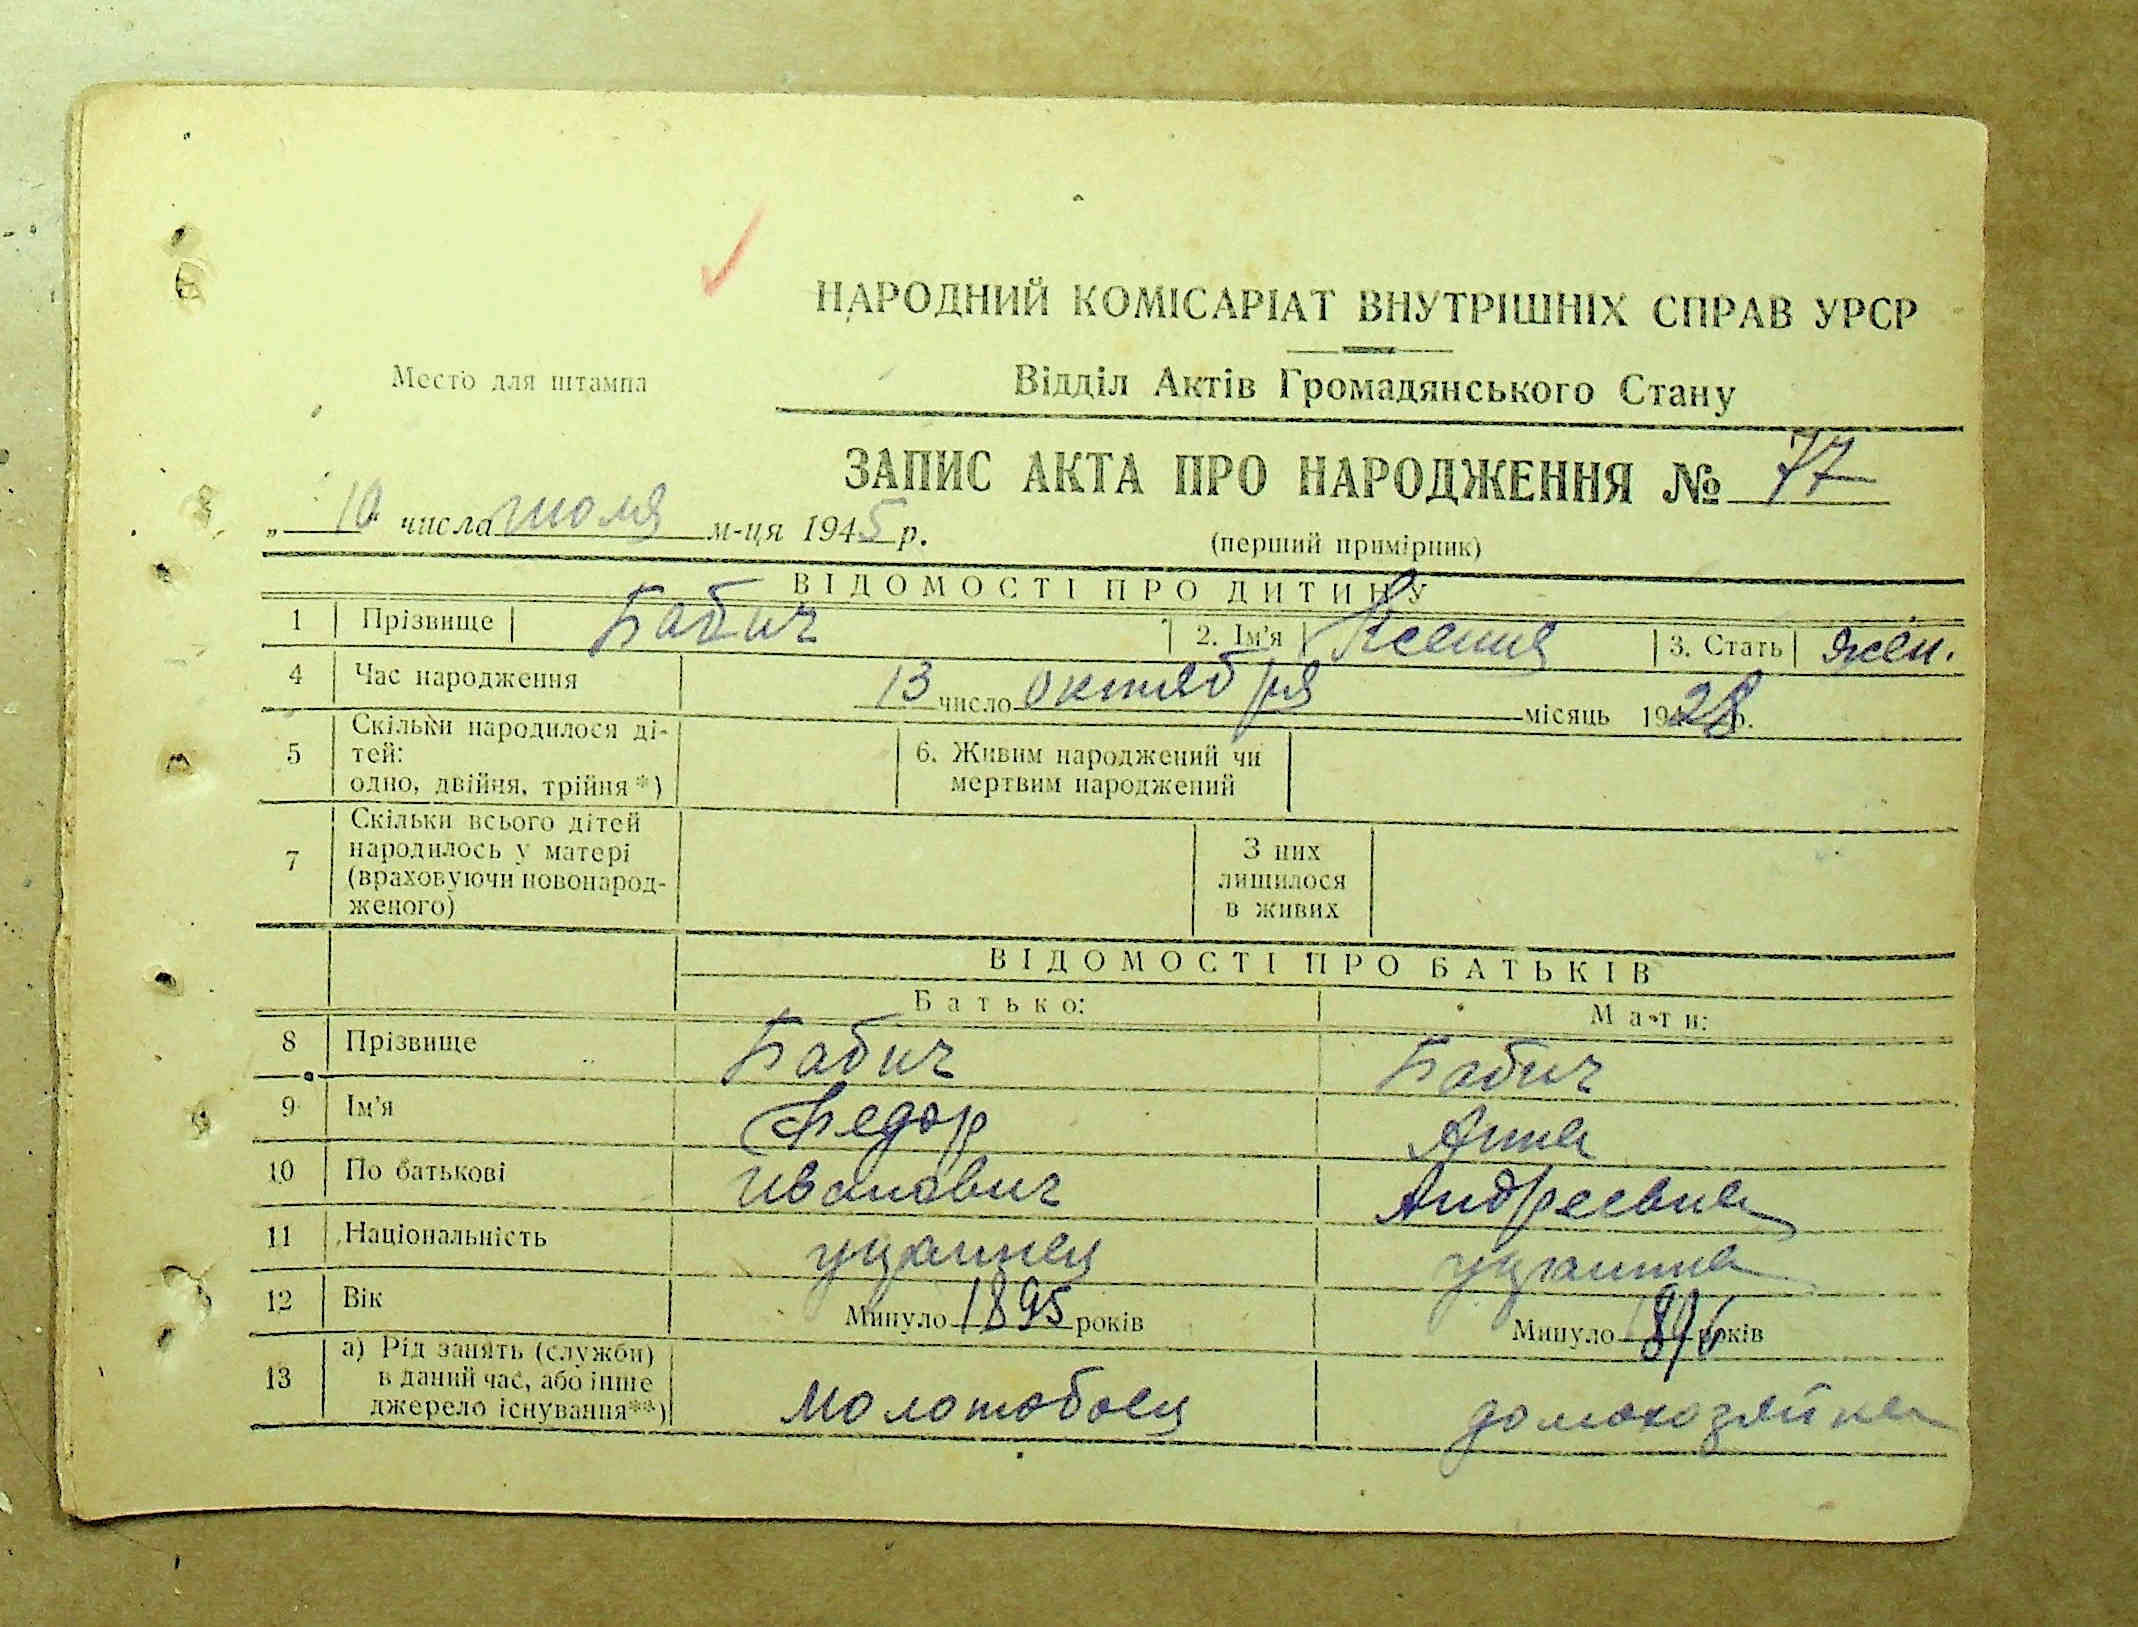 НАРОДНИЙ КОМІСАРІАТ ВНУТРІШНІХ СПРАВ УРСР
Место для штампа
Відділ Актів Громадянського Стану
ЗАПИС АКТА ПРО НАРОДЖЕННЯ № 77
„ 10 " числа июля м-ця 1945 р.
(перший примірник)
ВІДОМОСТІ ПРО ДИТИНУ
1 Прізвище Бабич 2. Ім'я Ксения 3. Стать жен.
4 Час народження 13 число октября місяць 1928 р.
5 Скільки народилося ді-
тей:
одно, двійня, трійня *)
6. Живим народжений чи
мертвим народжений
7 Скільки всього дітей
народилось у матері
(враховуючи новонарод-
женого)
З них
лишилося
в живих
ВІДОМОСТІ ПРО БАТЬКІВ
Батько: Мати:
8 Прізвище Бабич Бабич
9 Ім'я Федор Анна
10 По батькові Иванович Андреевна
11 Національність украинец украинка
12 Вік Минуло 1895 років Минуло 1896 років
13 а) Рід занять (служби)
в даний час, або інше
джерело існування**)
молотобоец домохозяйка